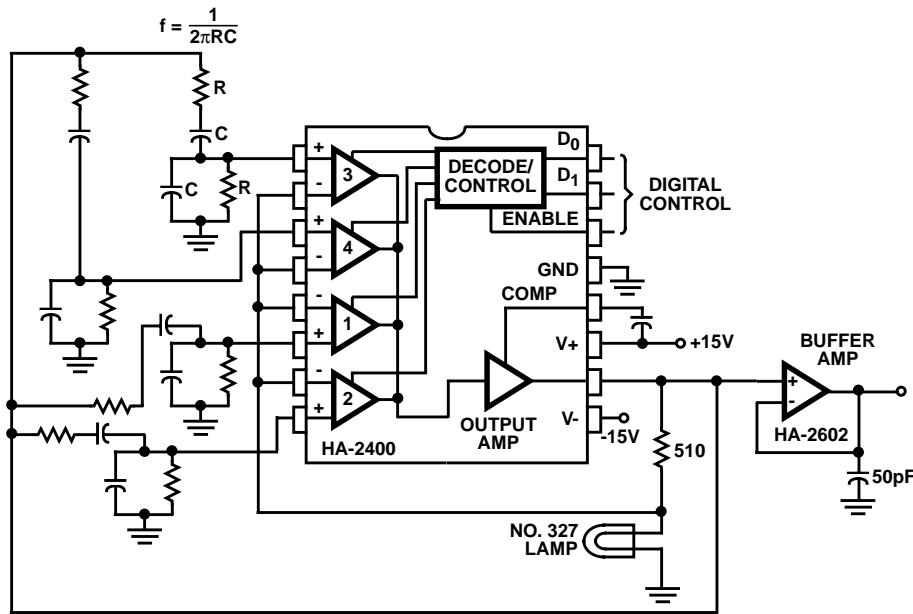 f = 1 / 2πRC
R
C
C
R
+
-
3
+
-
4
-
+
1
-
+
2
DECODE/
CONTROL
D0
D1
ENABLE
DIGITAL
CONTROL
GND
COMP
V+
+15V
V-
-15V
OUTPUT
AMP
HA-2400
BUFFER
AMP
+
-
HA-2602
50pF
510
NO. 327
LAMP